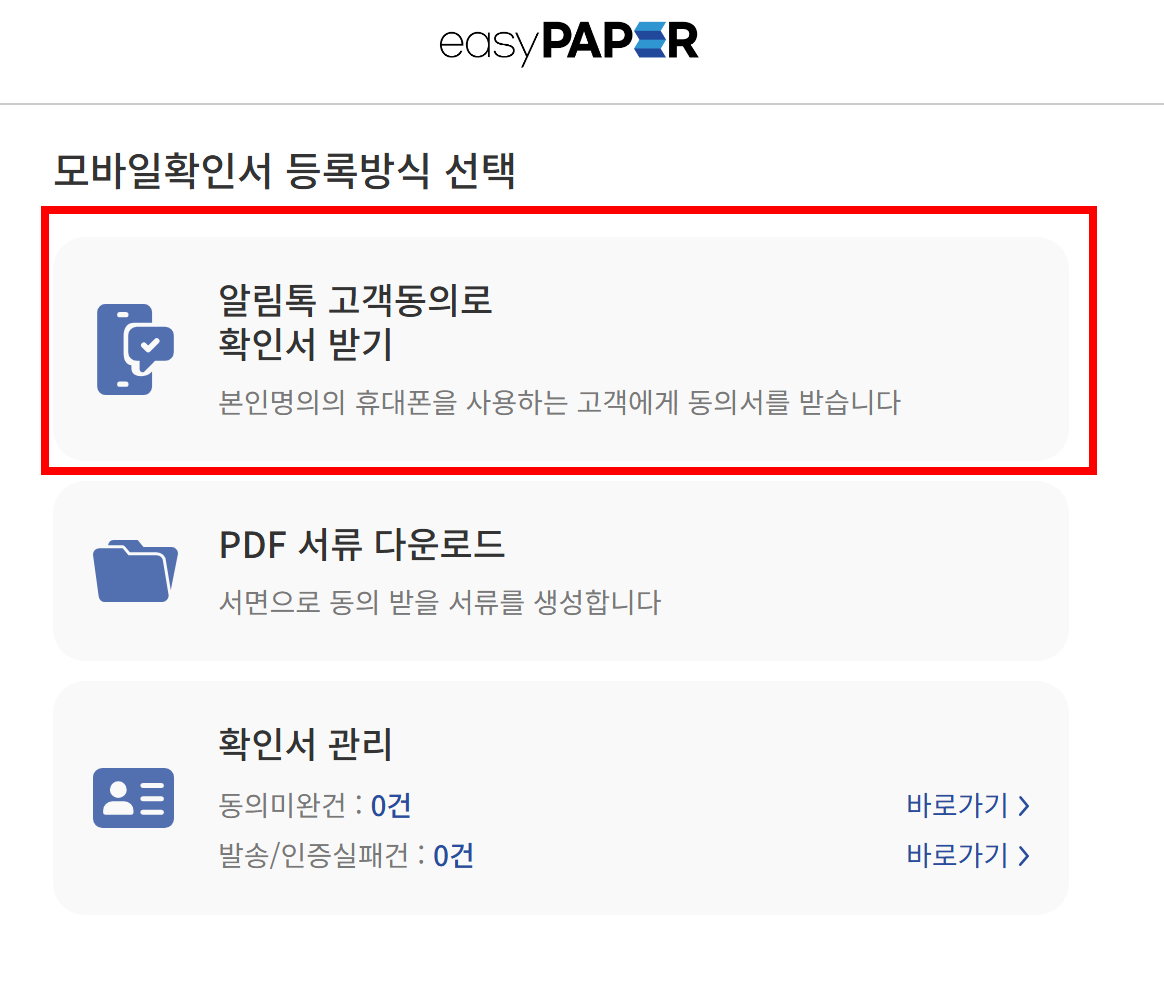 easyPAPER
모바일확인서 등록방식 선택
알림톡 고객동의로
확인서 받기
본인명의의 휴대폰을 사용하는 고객에게 동의서를 받습니다
PDF 서류 다운로드
서면으로 동의 받을 서류를 생성합니다
확인서 관리
동의미완건 : 0건 바로가기 >
발송/인증실패건 : 0건 바로가기 >